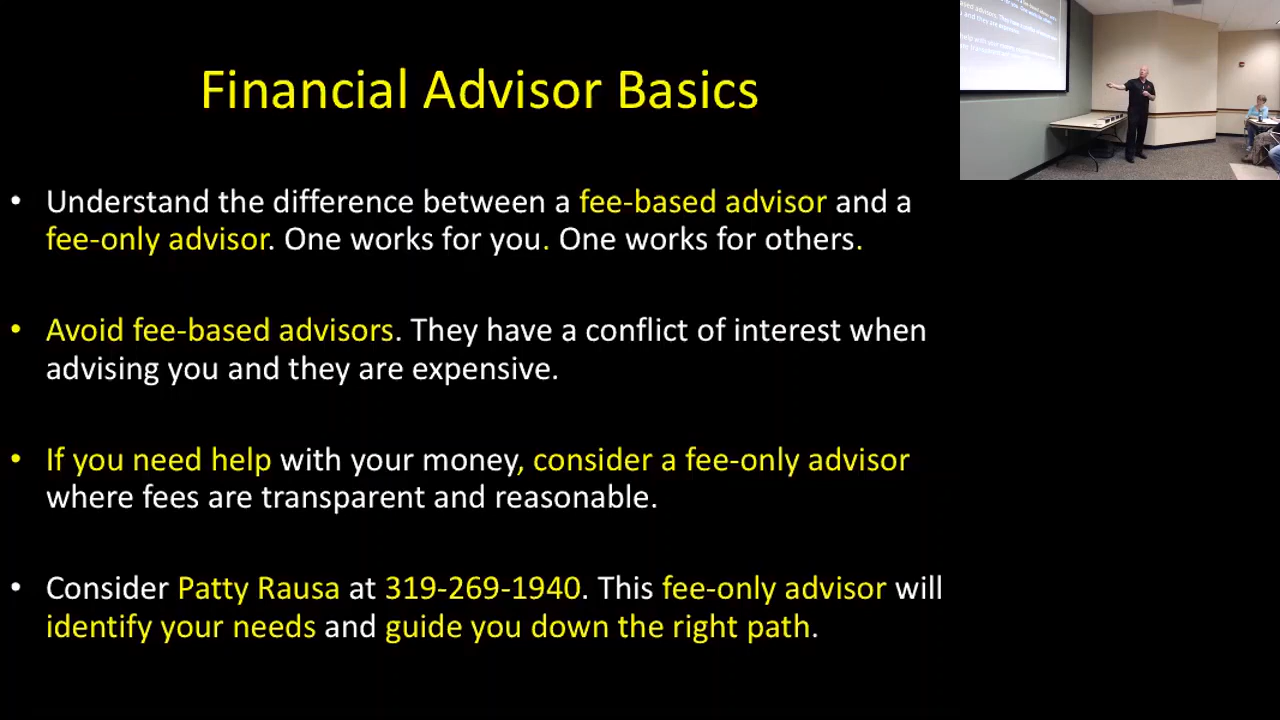 Financial Advisor Basics
• Understand the difference between a fee-based advisor and a
fee-only advisor. One works for you. One works for others.
• Avoid fee-based advisors. They have a conflict of interest when
advising you and they are expensive.
• If you need help with your money, consider a fee-only advisor
where fees are transparent and reasonable.
• Consider Patty Rausa at 319-269-1940. This fee-only advisor will
identify your needs and guide you down the right path.